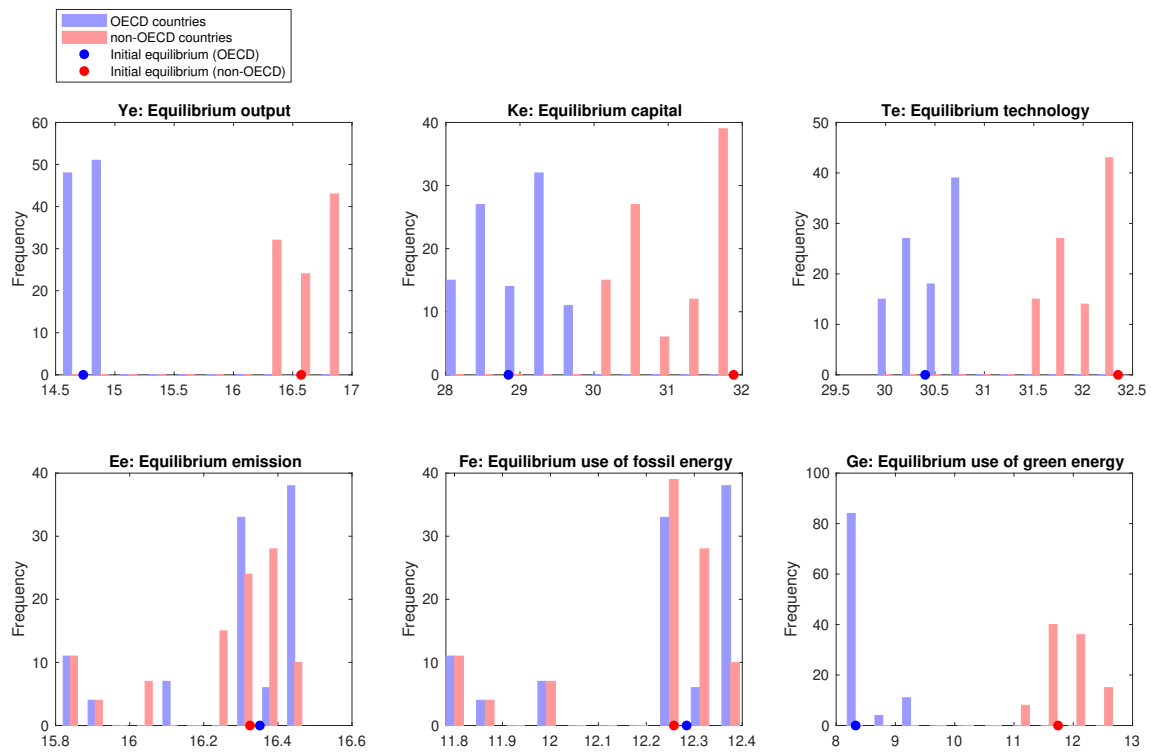 OECD countries
non-OECD countries
Initial equilibrium (OECD)
Initial equilibrium (non-OECD)
Ye: Equilibrium output
Frequency
0
10
20
30
40
50
60
14.5 15 15.5 16 16.5 17
Ke: Equilibrium capital
Frequency
0
10
20
30
40
28 29 30 31 32
Te: Equilibrium technology
Frequency
0
10
20
30
40
50
29.5 30 30.5 31 31.5 32 32.5
Ee: Equilibrium emission
Frequency
0
10
20
30
40
15.8 16 16.2 16.4 16.6
Fe: Equilibrium use of fossil energy
Frequency
0
10
20
30
40
11.8 11.9 12 12.1 12.2 12.3 12.4
Ge: Equilibrium use of green energy
Frequency
0
20
40
60
80
100
8 9 10 11 12 13